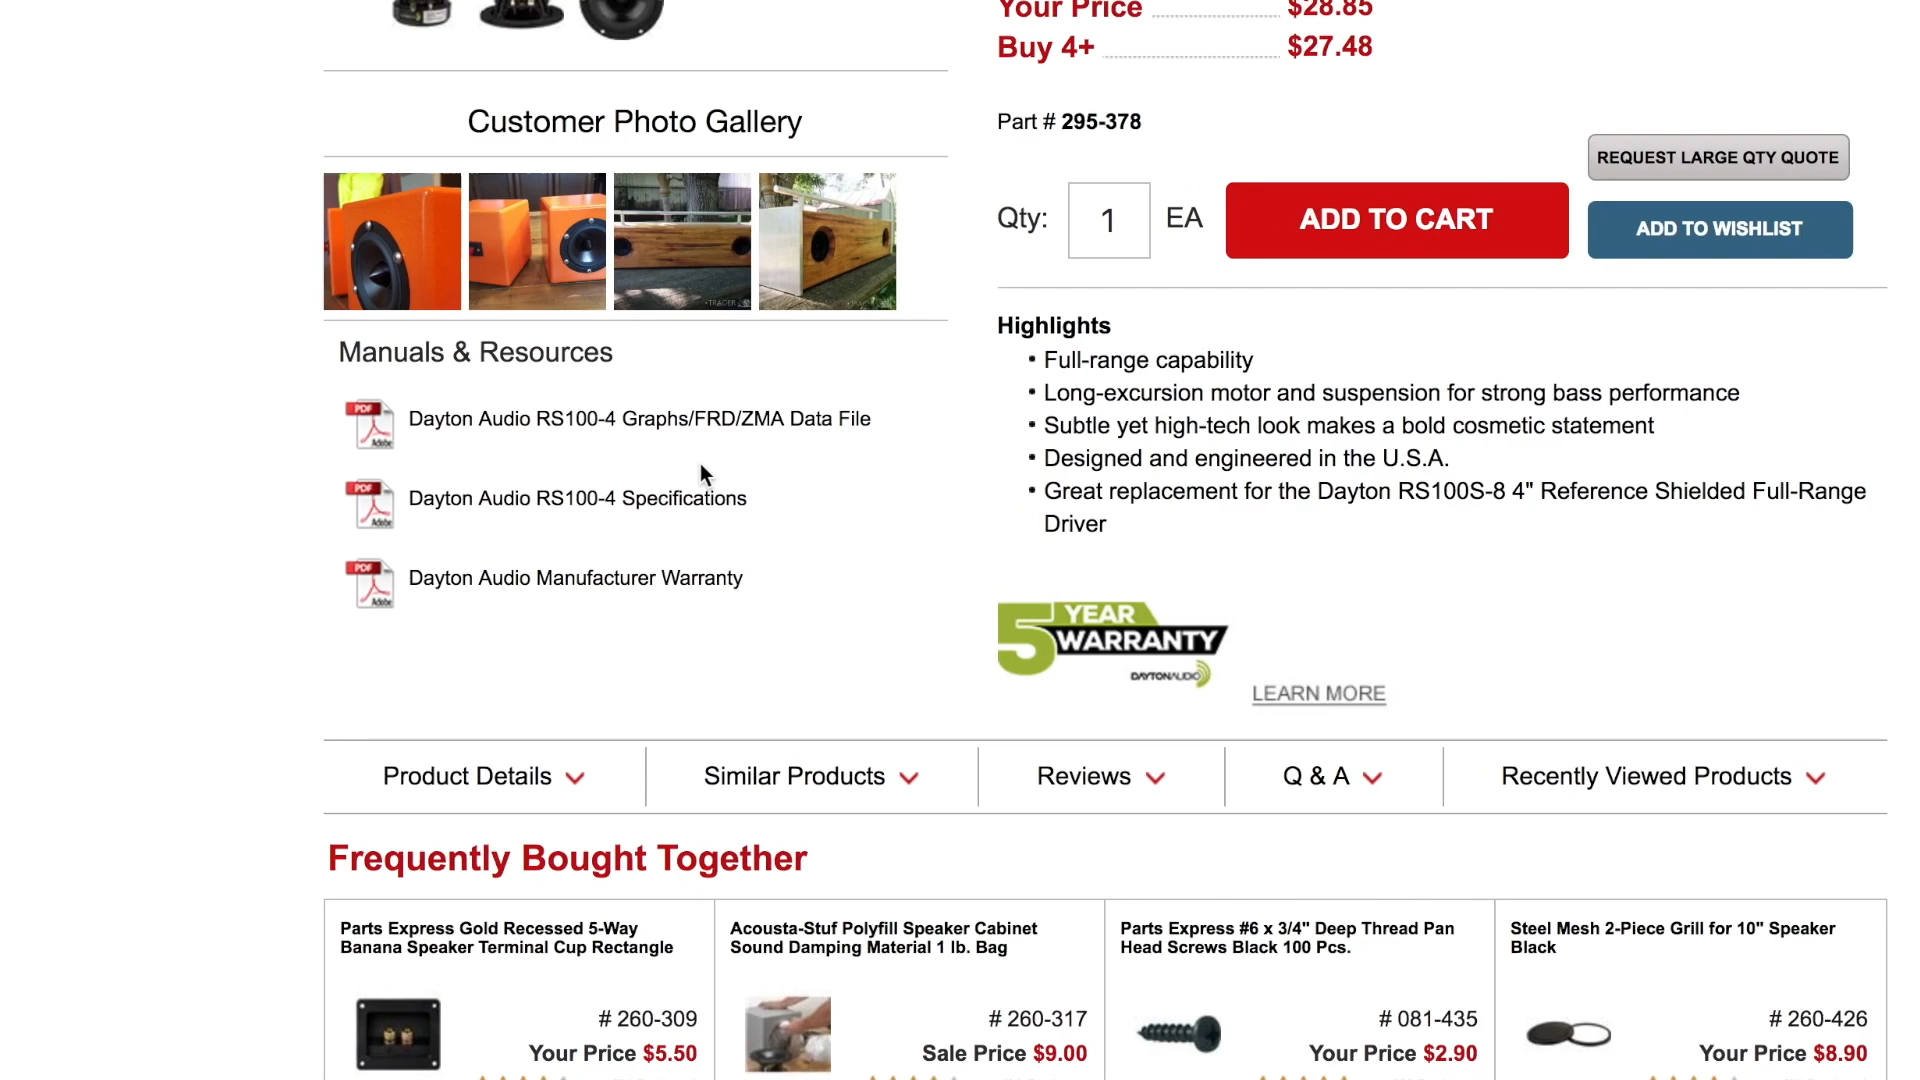 Your Price $28.85
Buy 4+ $27.48
Customer Photo Gallery
Part # 295-378
REQUEST LARGE QTY QUOTE
Qty: 1 EA ADD TO CART
ADD TO WISHLIST
Manuals & Resources
PDF Adobe Dayton Audio RS100-4 Graphs/FRD/ZMA Data File
PDF Adobe Dayton Audio RS100-4 Specifications
PDF Adobe Dayton Audio Manufacturer Warranty
Highlights
• Full-range capability
• Long-excursion motor and suspension for strong bass performance
• Subtle yet high-tech look makes a bold cosmetic statement
• Designed and engineered in the U.S.A.
• Great replacement for the Dayton RS100S-8 4" Reference Shielded Full-Range
Driver
5 YEAR
WARRANTY
DAYTON AUDIO
LEARN MORE
Product Details Similar Products Reviews Q & A Recently Viewed Products
Frequently Bought Together
Parts Express Gold Recessed 5-Way
Banana Speaker Terminal Cup Rectangle
# 260-309
Your Price $5.50
Acousta-Stuf Polyfill Speaker Cabinet
Sound Damping Material 1 lb. Bag
# 260-317
Sale Price $9.00
Parts Express #6 x 3/4" Deep Thread Pan
Head Screws Black 100 Pcs.
# 081-435
Your Price $2.90
Steel Mesh 2-Piece Grill for 10" Speaker
Black
# 260-426
Your Price $8.90